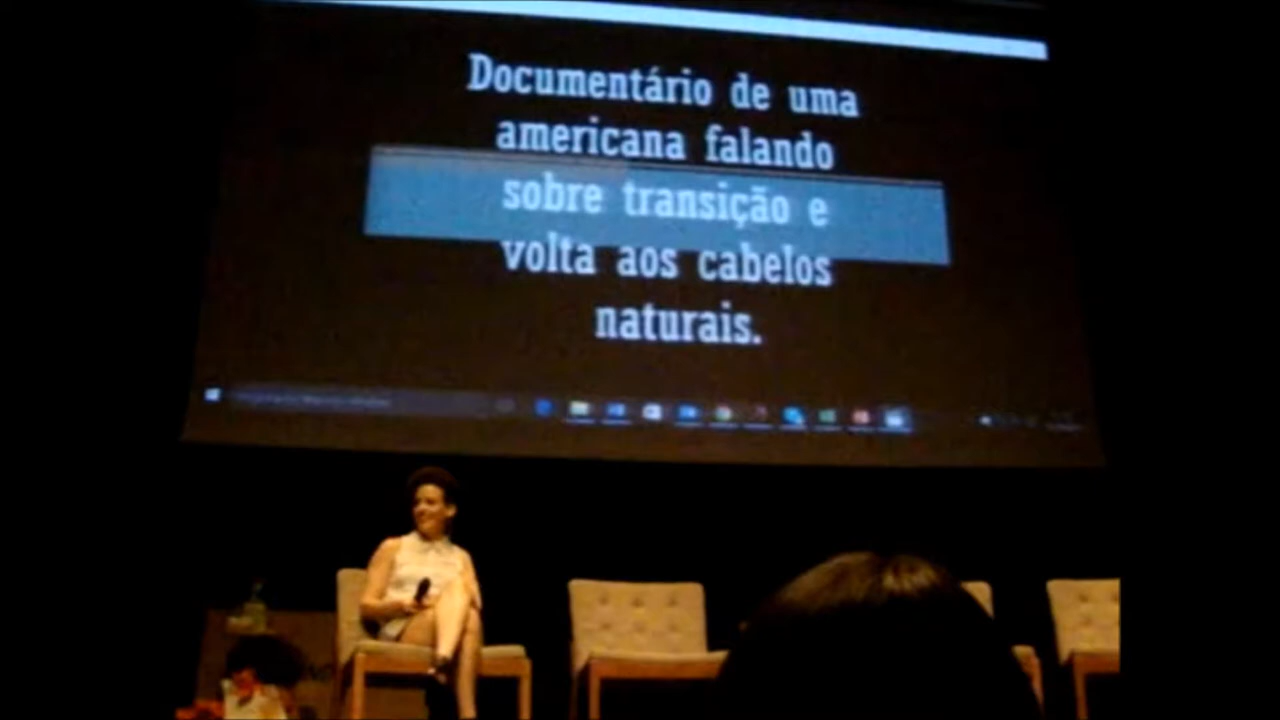 Documentário de uma
americana falando
sobre transição e
volta aos cabelos
naturais.